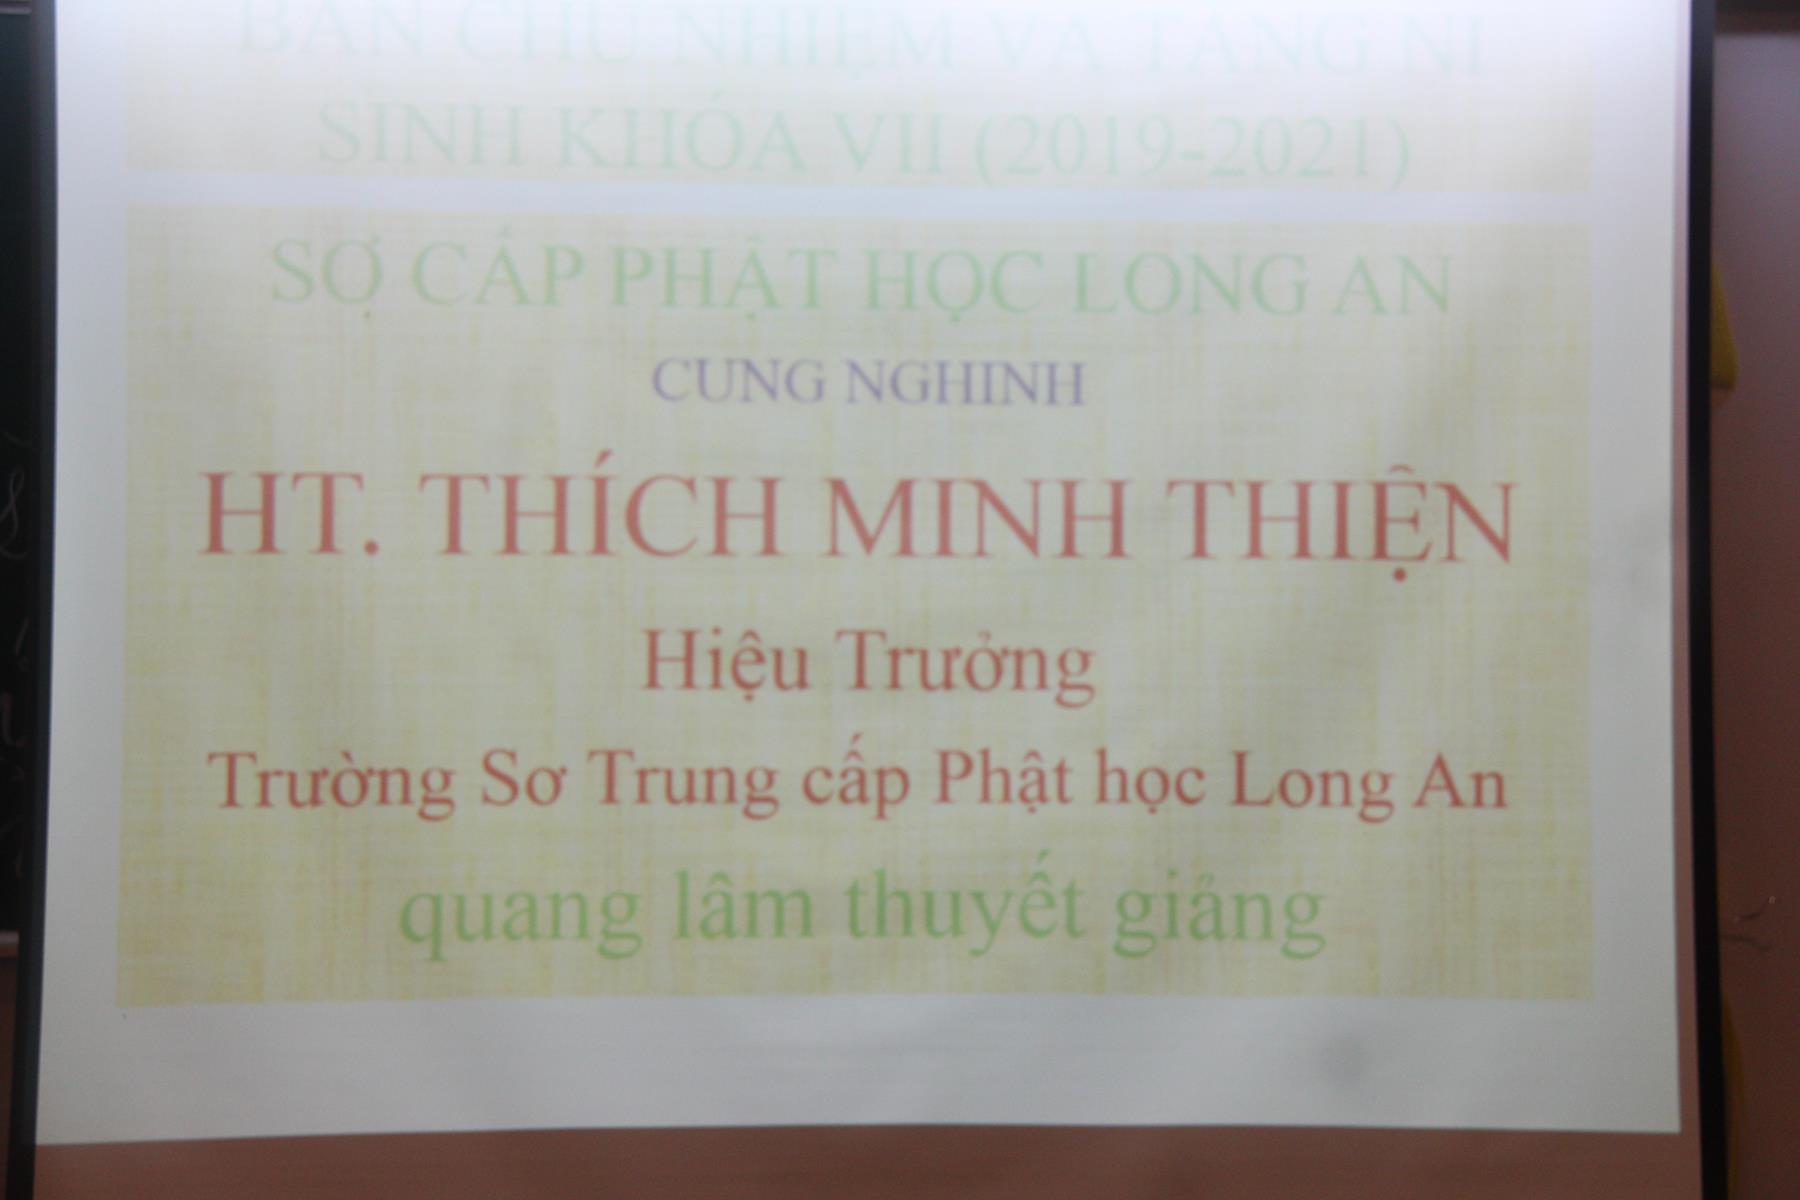 BAN CHỦ NHIỆM VÀ TĂNG NI
SINH KHÓA VII (2019-2021)
SƠ CẤP PHẬT HỌC LONG AN
CUNG NGHINH
HT. THÍCH MINH THIỆN
Hiệu Trưởng
Trường Sơ Trung cấp Phật học Long An
quang lâm thuyết giảng